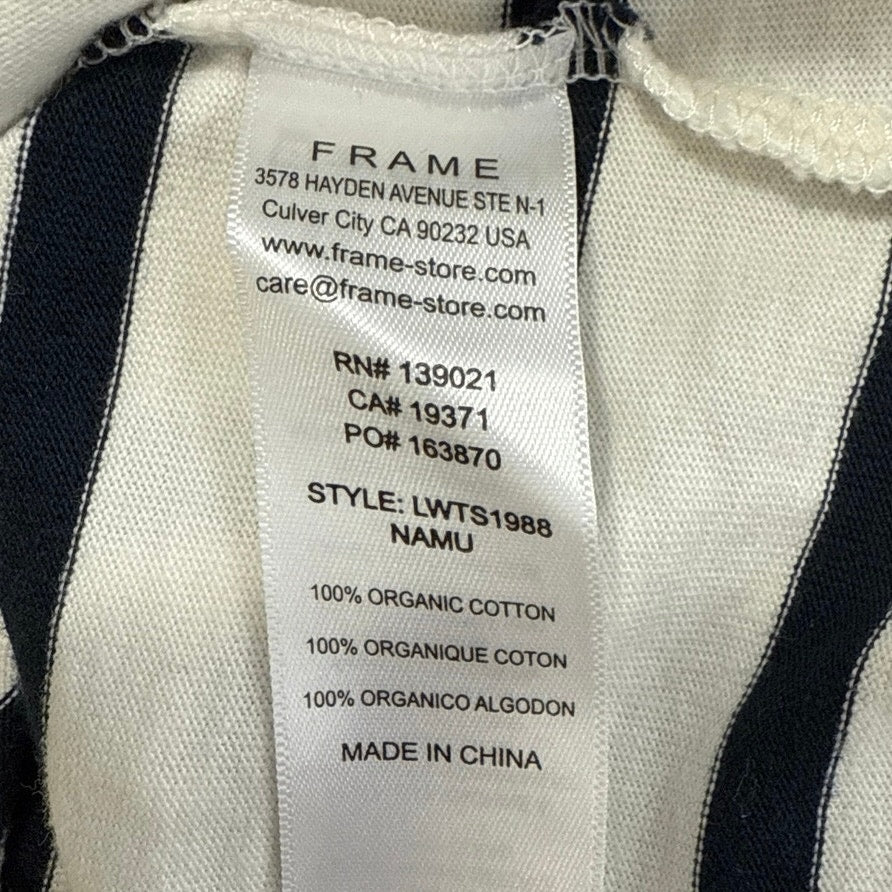 FRAME
3578 HAYDEN AVENUE STE N-1
Culver City CA 90232 USA
www.frame-store.com
care@frame-store.com
RN# 139021
CA# 19371
PO# 163870
STYLE: LWTS1988
NAMU
100% ORGANIC COTTON
100% ORGANIQUE COTON
100% ORGANICO ALGODON
MADE IN CHINA